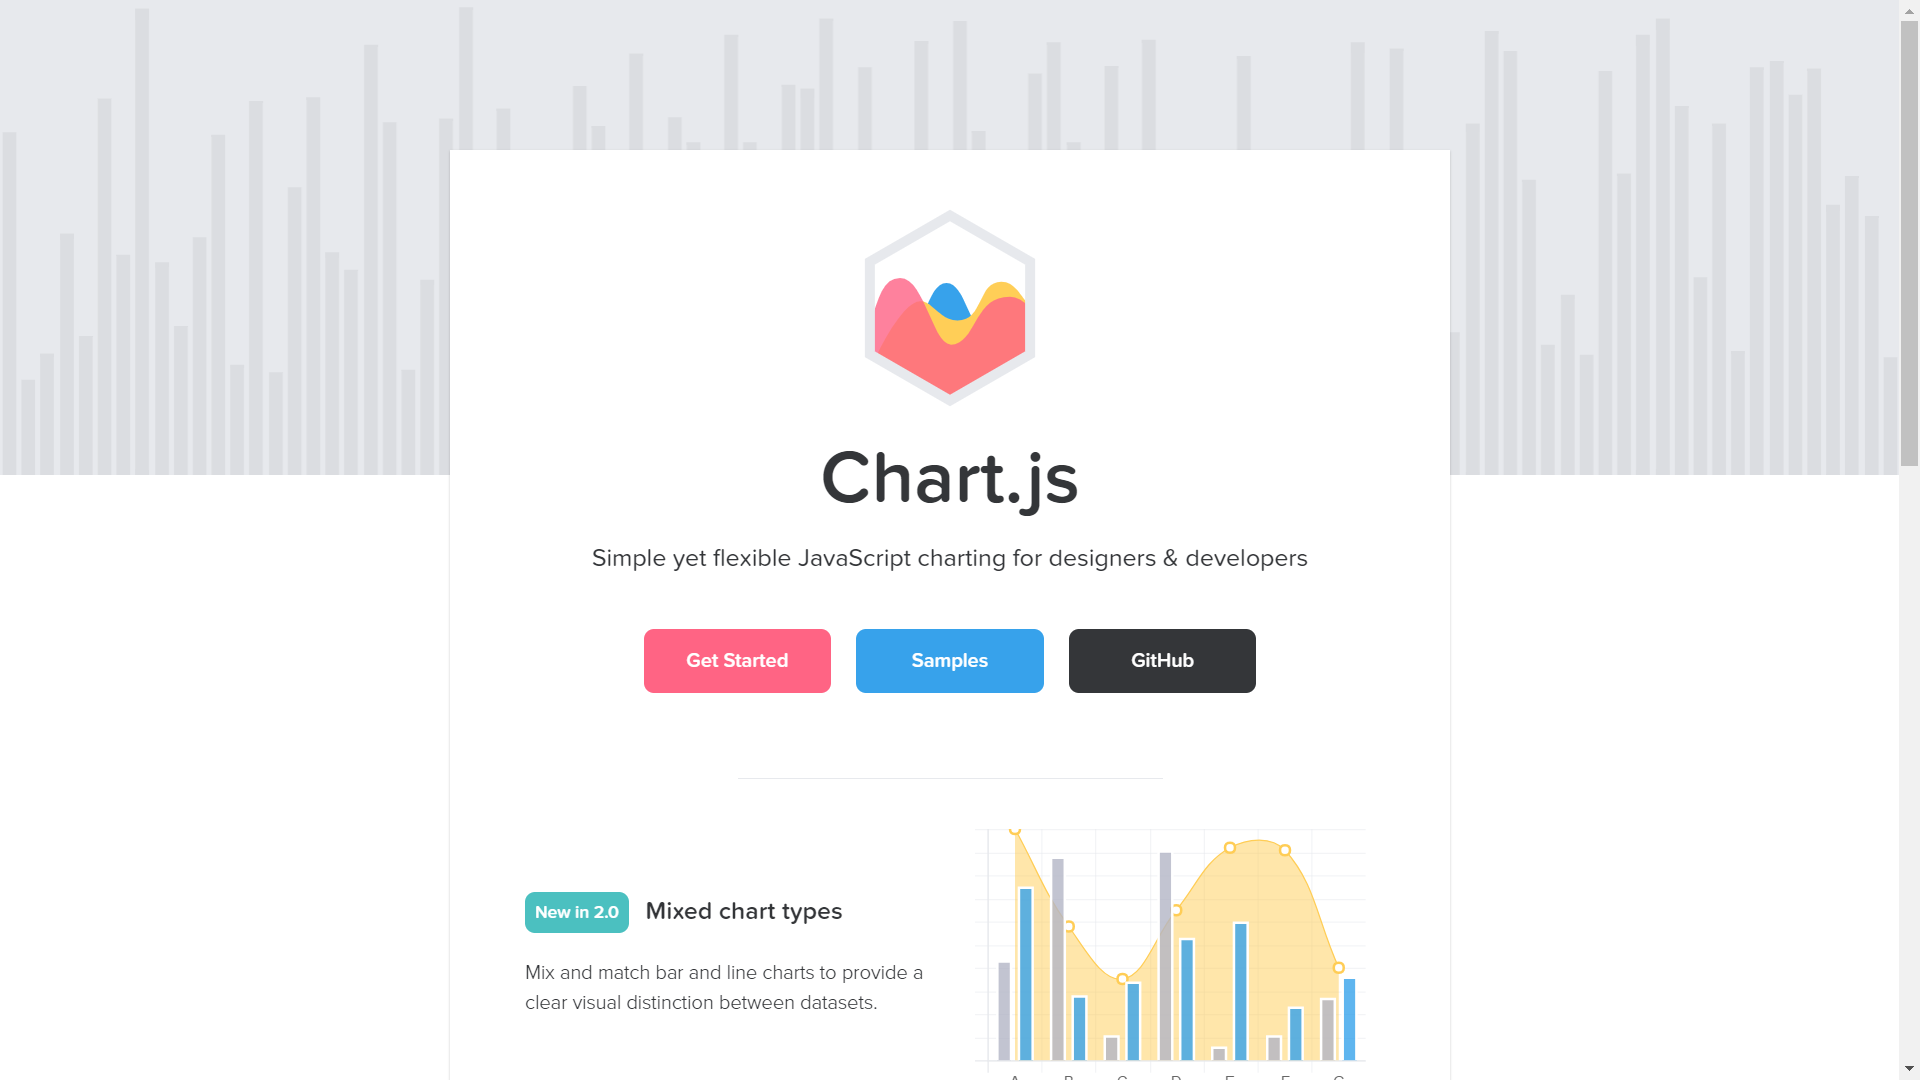 Chart.js
Simple yet flexible JavaScript charting for designers & developers
Get Started
Samples
GitHub
New in 2.0
Mixed chart types
Mix and match bar and line charts to provide a
clear visual distinction between datasets.